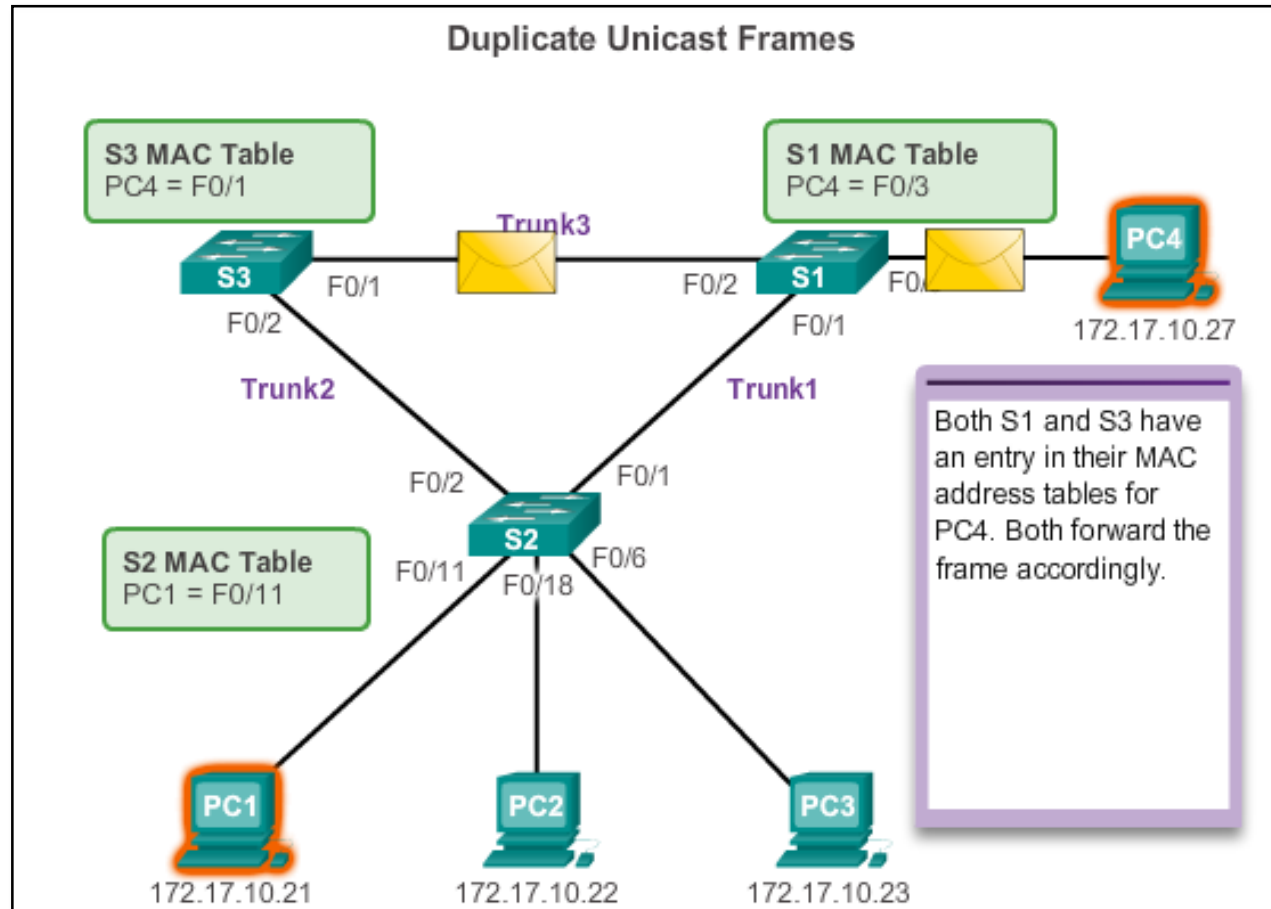 Duplicate Unicast Frames
S3 MAC Table
PC4 = F0/1
S1 MAC Table
PC4 = F0/3
Trunk3
PC4
S3
F0/1
F0/2
S1
F0/
F0/2
F0/1
172.17.10.27
Trunk2
Trunk1
Both S1 and S3 have
an entry in their MAC
address tables for
PC4. Both forward the
frame accordingly.
F0/2
F0/1
S2
S2 MAC Table
PC1 = F0/11
F0/11
F0/18
F0/6
PC1
PC2
PC3
172.17.10.21
172.17.10.22
172.17.10.23